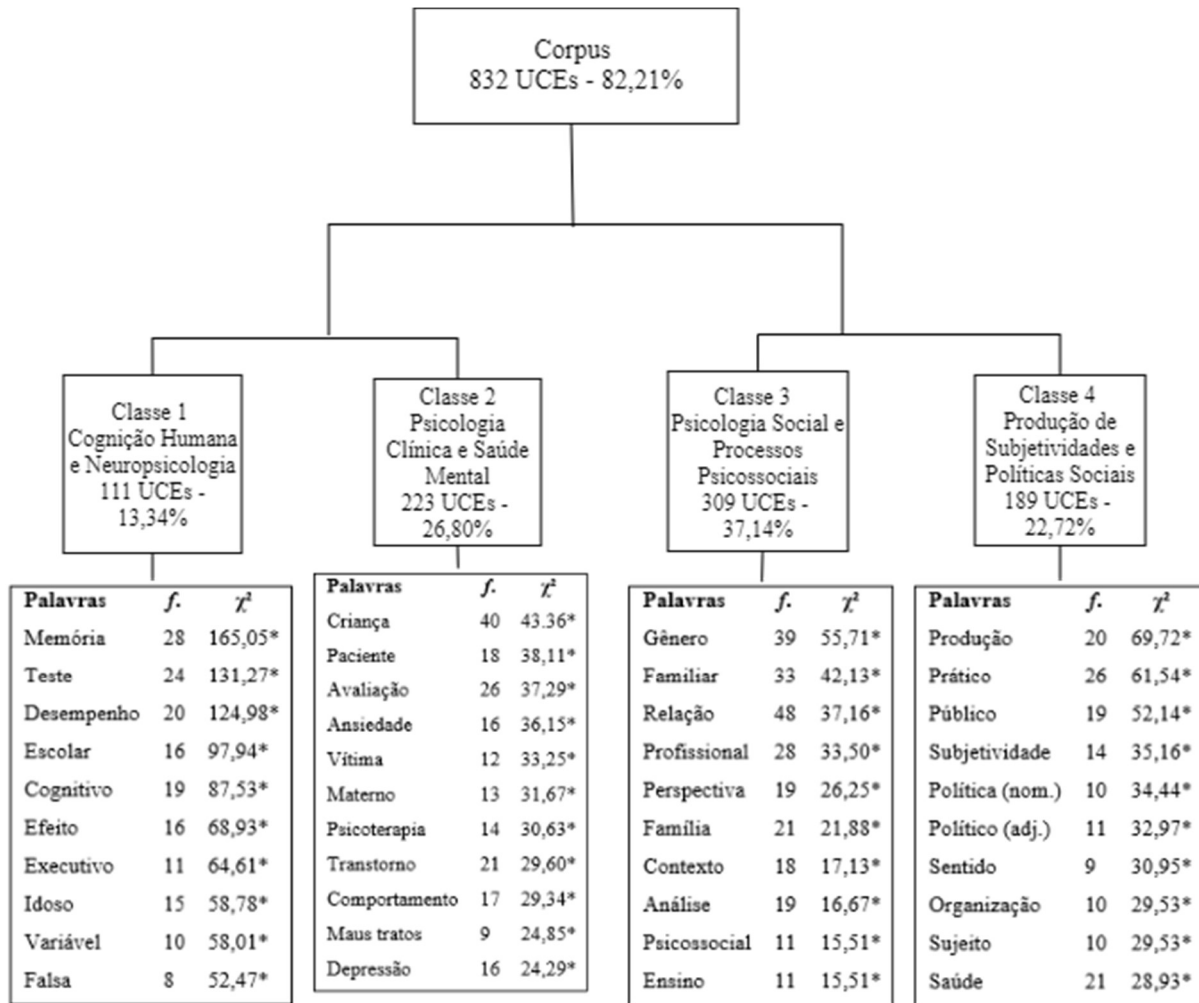 Corpus
832 UCEs - 82,21%
Classe 1
Cognição Humana
e Neuropsicologia
111 UCEs -
13,34%
Classe 2
Psicologia
Clínica e Saúde
Mental
223 UCEs -
26,80%
Classe 3
Psicologia Social e
Processos
Psicossociais
309 UCEs -
37,14%
Classe 4
Produção de
Subjetividades e
Políticas Sociais
189 UCEs -
22,72%
Palavras f. χ²
Memória 28 165,05*
Teste 24 131,27*
Desempenho 20 124,98*
Escolar 16 97,94*
Cognitivo 19 87,53*
Efeito 16 68,93*
Executivo 11 64,61*
Idoso 15 58,78*
Variável 10 58,01*
Falsa 8 52,47*
Palavras f. χ²
Criança 40 43.36*
Paciente 18 38,11*
Avaliação 26 37,29*
Ansiedade 16 36,15*
Vítima 12 33,25*
Materno 13 31,67*
Psicoterapia 14 30,63*
Transtorno 21 29,60*
Comportamento 17 29,34*
Maus tratos 9 24,85*
Depressão 16 24,29*
Palavras f. χ²
Gênero 39 55,71*
Familiar 33 42,13*
Relação 48 37,16*
Profissional 28 33,50*
Perspectiva 19 26,25*
Família 21 21,88*
Contexto 18 17,13*
Análise 19 16,67*
Psicossocial 11 15,51*
Ensino 11 15,51*
Palavras f. χ²
Produção 20 69,72*
Prático 26 61,54*
Público 19 52,14*
Subjetividade 14 35,16*
Política (nom.) 10 34,44*
Político (adj.) 11 32,97*
Sentido 9 30,95*
Organização 10 29,53*
Sujeito 10 29,53*
Saúde 21 28,93*